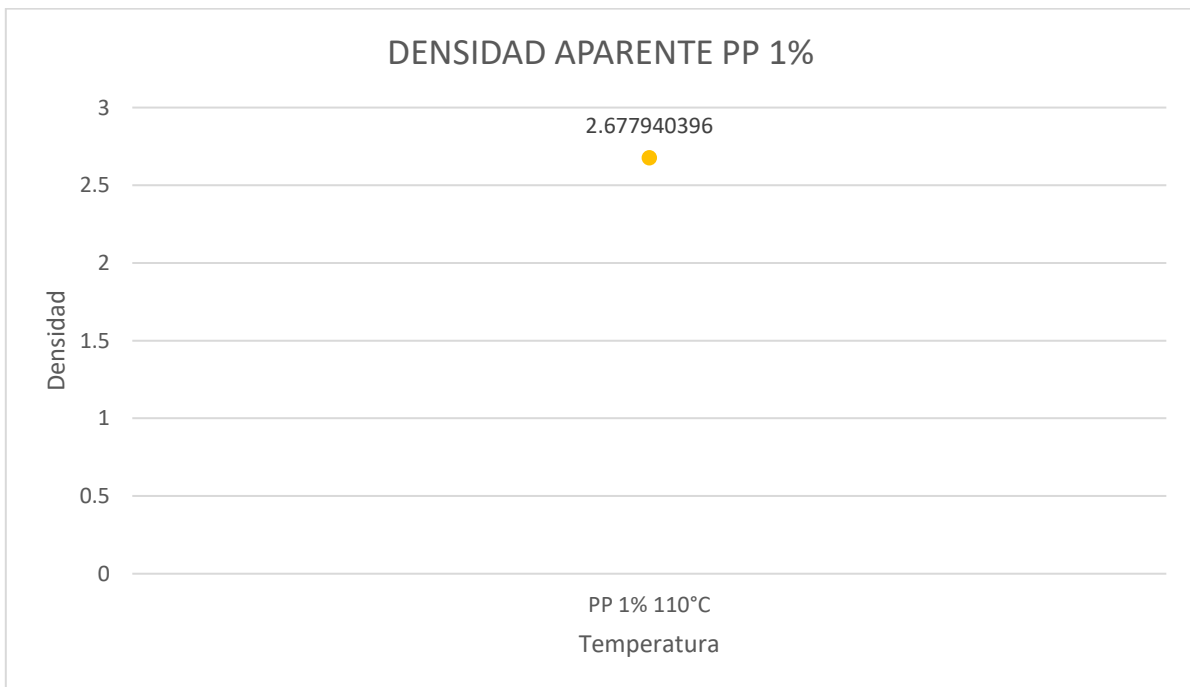 DENSIDAD APARENTE PP 1%
3
2.677940396
2.5
2
Densidad
1.5
1
0.5
0
PP 1% 110°C
Temperatura